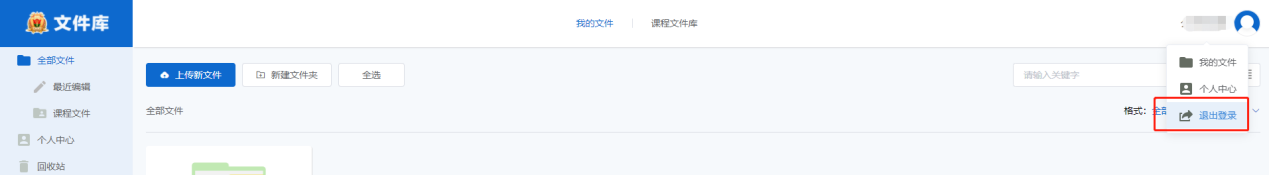 文件库
我的文件 课程文件库
全部文件
最近编辑
课程文件
个人中心
回收站
上传新文件 新建文件夹 全选
请输入关键字
全部文件
格式：
我的文件
个人中心
退出登录